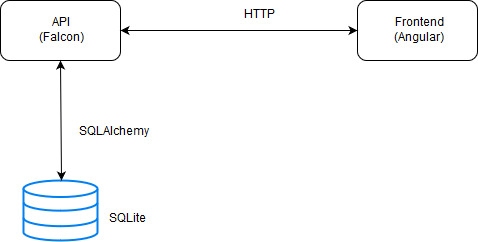 API
(Falcon)
HTTP
Frontend
(Angular)
SQLAlchemy
SQLite